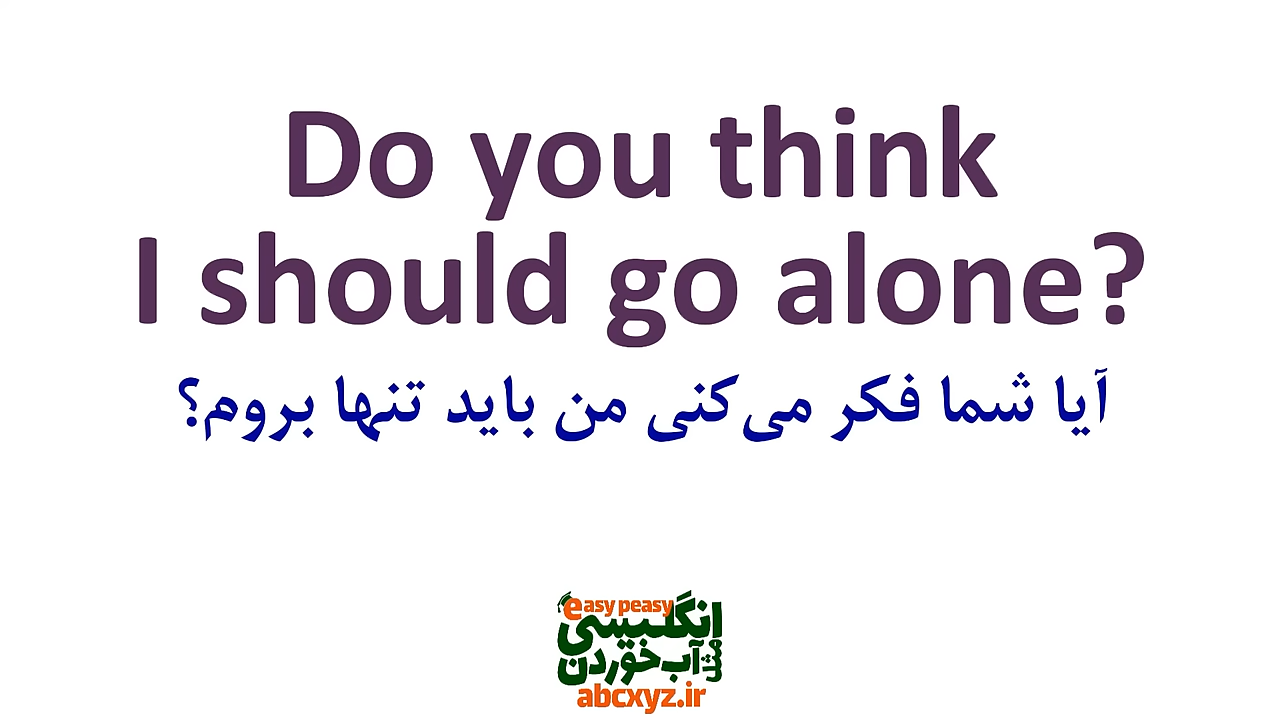 Do you think
I should go alone?
آیا شما فکر می‌کنی من باید تنها بروم؟
easy peasy
انگلیسی
مثل آب خوردن
abcxyz.ir